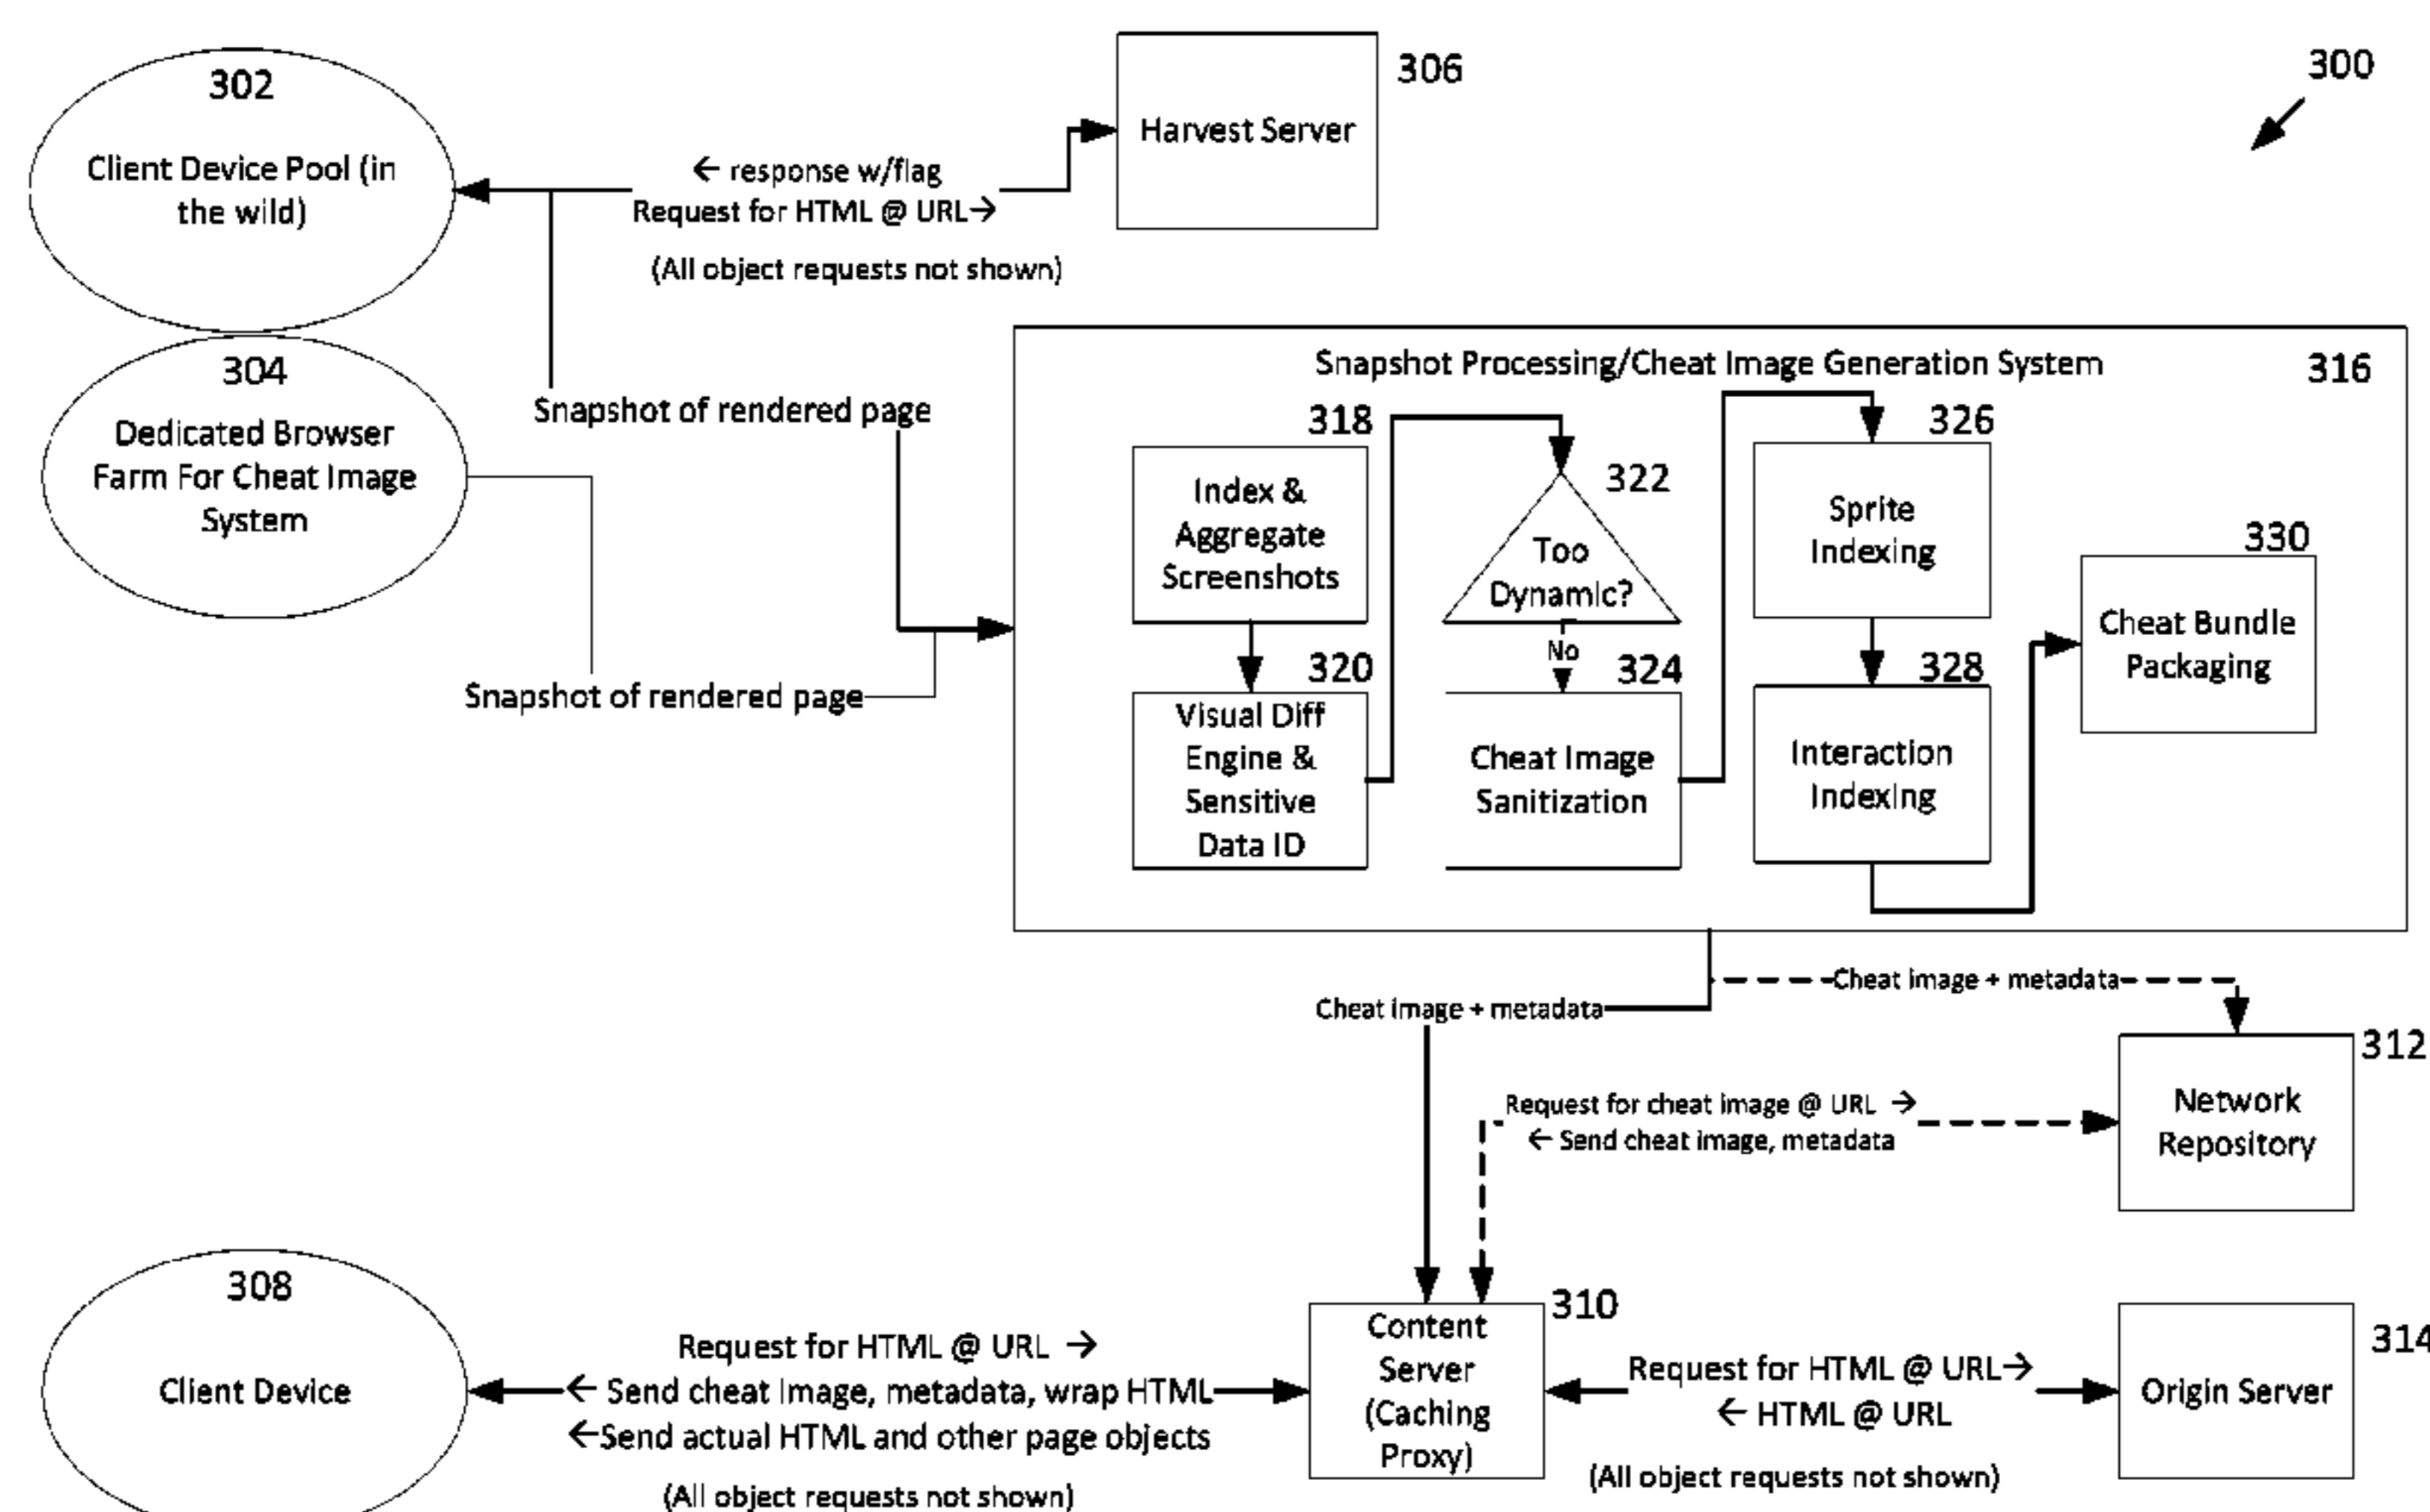 302
Client Device Pool (in
the wild)
← response w/flag
Request for HTML @ URL→
(All object requests not shown)
Harvest Server
306
300
304
Dedicated Browser
Farm For Cheat Image
System
Snapshot of rendered page
Snapshot of rendered page
Snapshot Processing/Cheat Image Generation System
316
318
Index &
Aggregate
Screenshots
320
Visual Diff
Engine &
Sensitive
Data ID
322
Too
Dynamic?
No
324
Cheat Image
Sanitization
326
Sprite
Indexing
328
Interaction
Indexing
330
Cheat Bundle
Packaging
Cheat image + metadata
Cheat image + metadata
312
Network
Repository
Request for cheat image @ URL →
← Send cheat image, metadata
308
Client Device
Request for HTML @ URL →
← Send cheat image, metadata, wrap HTML
←Send actual HTML and other page objects
(All object requests not shown)
310
Content
Server
(Caching
Proxy)
Request for HTML @ URL→
← HTML @ URL
(All object requests not shown)
314
Origin Server